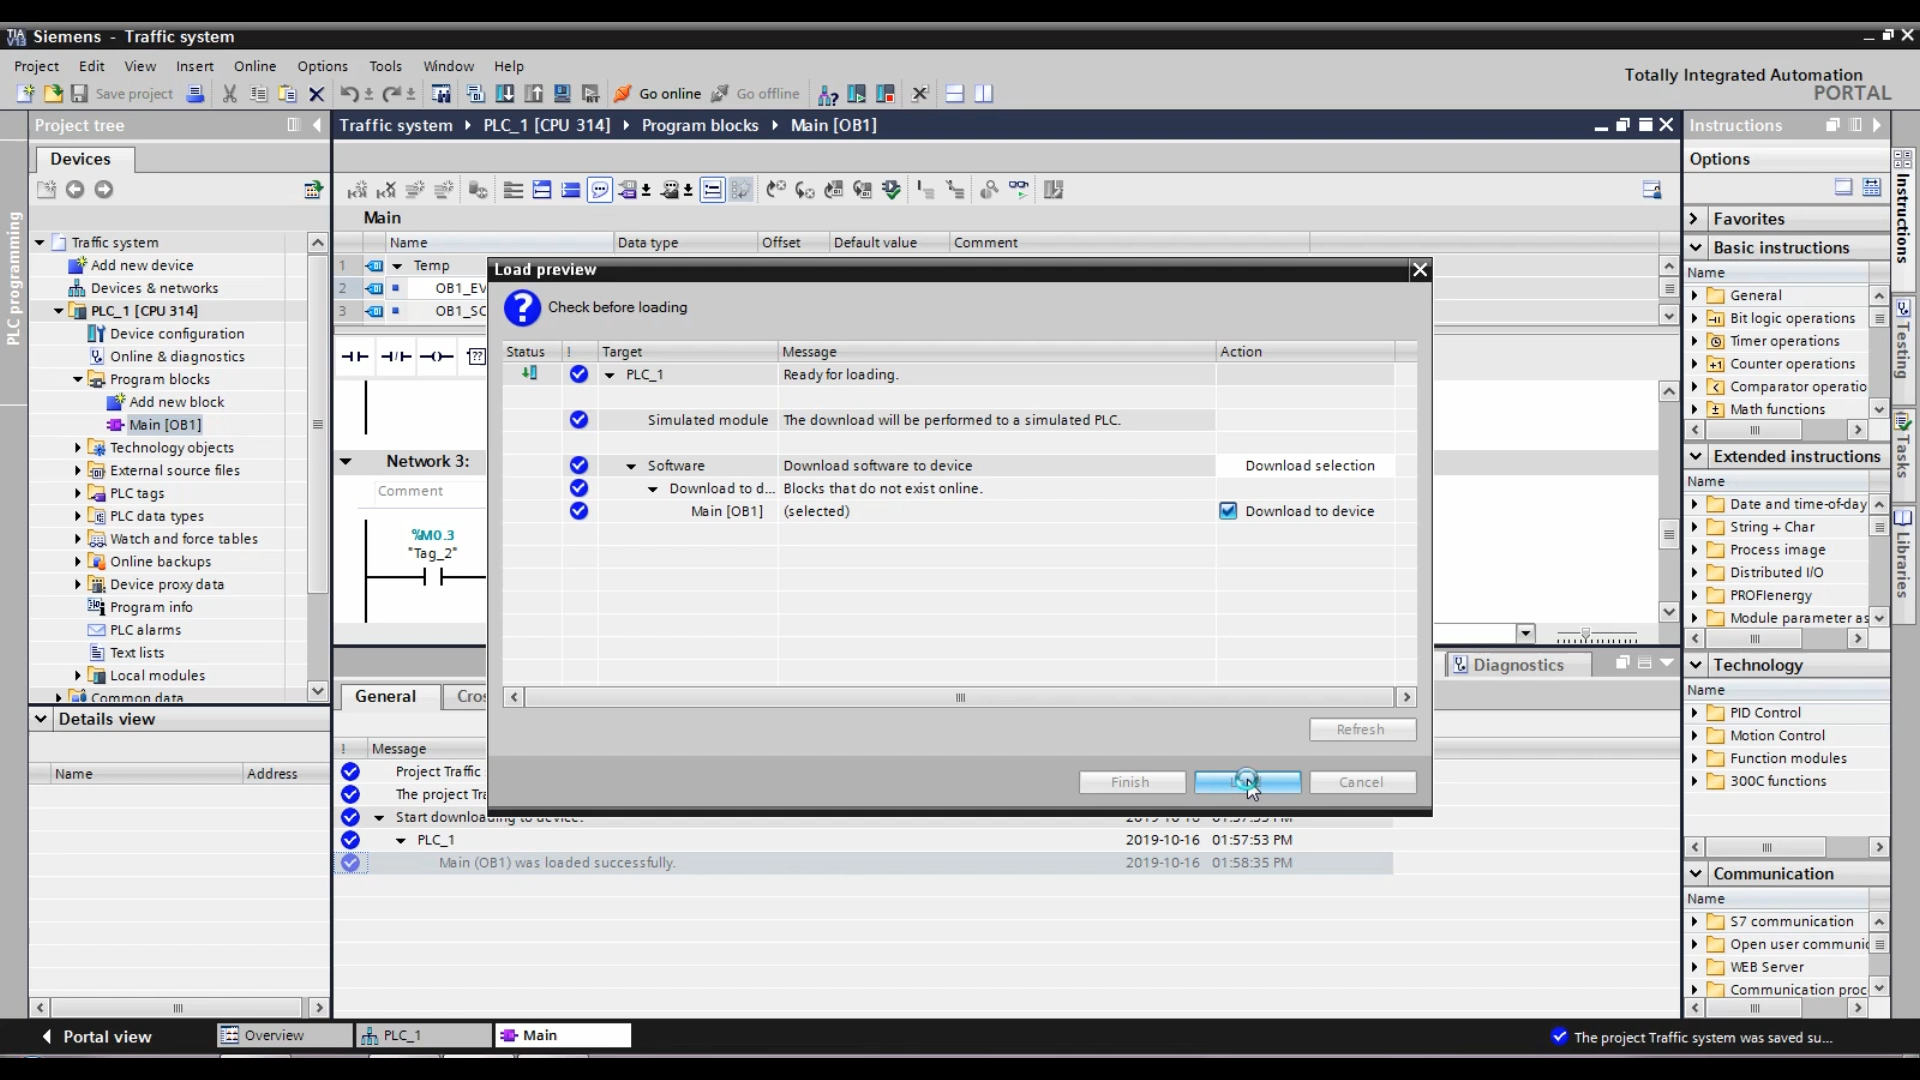 Siemens - Traffic system
Project Edit View Insert Online Options Tools Window Help
Totally Integrated Automation
PORTAL
Save project
Go online
Go offline
Project tree
Traffic system ▸ PLC_1 [CPU 314] ▸ Program blocks ▸ Main [OB1]
Instructions
Devices
Options
Main
Name Data type Offset Default value Comment
1 Temp
2 OB1_EV
3 OB1_SC
PLC programming
Traffic system
Add new device
Devices & networks
PLC_1 [CPU 314]
Device configuration
Online & diagnostics
Program blocks
Add new block
Main [OB1]
Technology objects
External source files
PLC tags
PLC data types
Watch and force tables
Online backups
Device proxy data
Program info
PLC alarms
Text lists
Local modules
Common data
Details view
Name Address
Network 3:
Comment
%M0.3
"Tag_2"
Load preview
Check before loading
Status ! Target Message Action
PLC_1 Ready for loading.
Simulated module The download will be performed to a simulated PLC.
Software Download software to device Download selection
Download to d... Blocks that do not exist online.
Main [OB1] (selected) Download to device
Refresh
Finish
Cancel
Diagnostics
General Cros
! Message
Project Traffic
The project Tra
Start downloading to device.
PLC_1 2019-10-16 01:57:53 PM
Main (OB1) was loaded successfully. 2019-10-16 01:58:35 PM
Favorites
Basic instructions
Name
General
Bit logic operations
Timer operations
Counter operations
Comparator operatio
Math functions
Extended instructions
Name
Date and time-of-day
String + Char
Process image
Distributed I/O
PROFIenergy
Module parameter as
Technology
Name
PID Control
Motion Control
Function modules
300C functions
Communication
Name
S7 communication
Open user communic
WEB Server
Communication proc
Instructions
Testing
Tasks
Libraries
Portal view
Overview
PLC_1
Main
The project Traffic system was saved su...